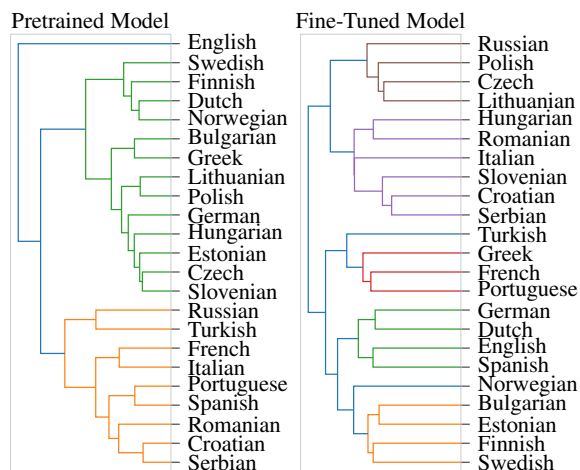 Pretrained Model
English
Swedish
Finnish
Dutch
Norwegian
Bulgarian
Greek
Lithuanian
Polish
German
Hungarian
Estonian
Czech
Slovenian
Russian
Turkish
French
Italian
Portuguese
Spanish
Romanian
Croatian
Serbian
Fine-Tuned Model
Russian
Polish
Czech
Lithuanian
Hungarian
Romanian
Italian
Slovenian
Croatian
Serbian
Turkish
Greek
French
Portuguese
German
Dutch
English
Spanish
Norwegian
Bulgarian
Estonian
Finnish
Swedish